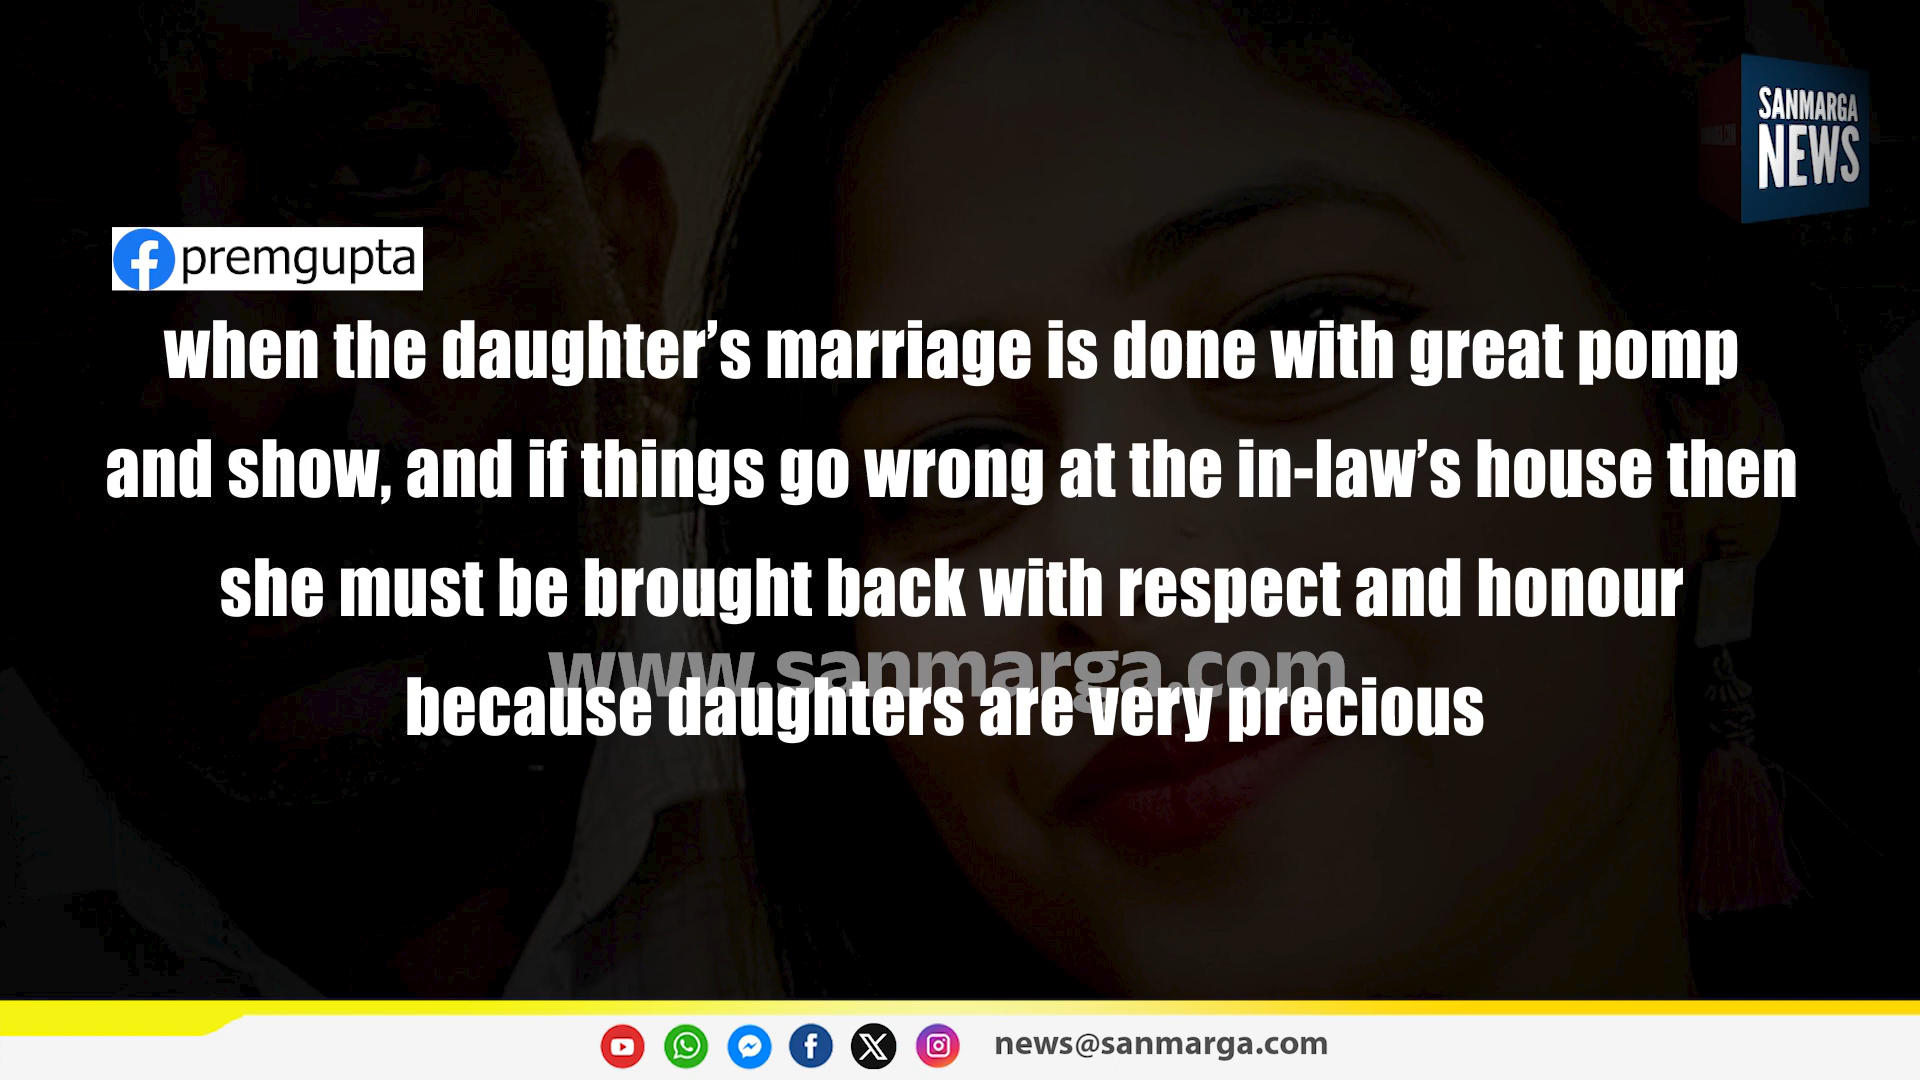 SANMARGA
NEWS
premgupta
when the daughter’s marriage is done with great pomp
and show, and if things go wrong at the in-law’s house then
she must be brought back with respect and honour
www.sanmarga.com
because daughters are very precious
news@sanmarga.com